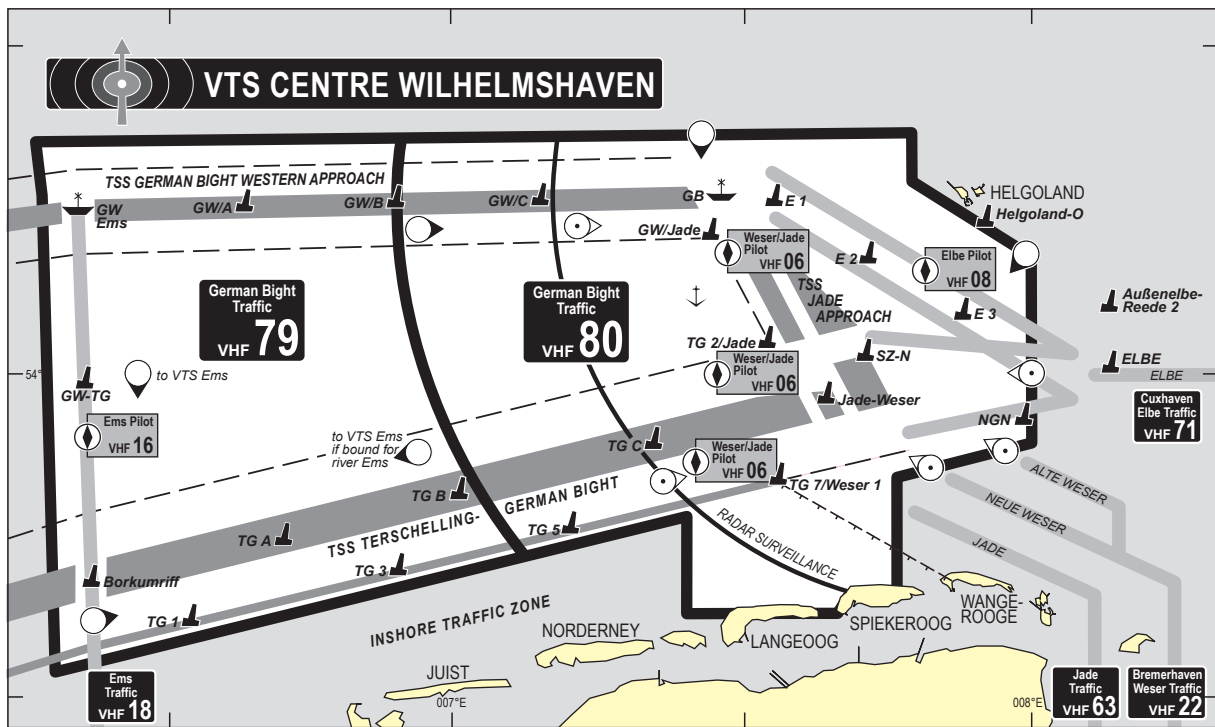 VTS CENTRE WILHELMSHAVEN
TSS GERMAN BIGHT WESTERN APPROACH
GW
Ems
GW/A
GW/B
GW/C
GB
E 1
HELGOLAND
Helgoland-O
GW/Jade
Weser/Jade
Pilot
VHF 06
E 2
Elbe Pilot
VHF 08
German Bight
Traffic
VHF 79
German Bight
Traffic
VHF 80
TSS
JADE
APPROACH
E 3
Außenelbe-
Reede 2
TG 2/Jade
SZ-N
54°
GW-TG
to VTS Ems
Weser/Jade
Pilot
VHF 06
ELBE
ELBE
Jade-Weser
Ems Pilot
VHF 16
NGN
Cuxhaven
Elbe Traffic
VHF 71
to VTS Ems
if bound for
river Ems
TG C
Weser/Jade
Pilot
VHF 06
TG 7/Weser 1
ALTE WESER
NEUE WESER
JADE
TG B
TG A
TSS TERSCHELLING-
GERMAN BIGHT
TG 5
TG 3
RADAR SURVEILLANCE
Borkumriff
TG 1
INSHORE TRAFFIC ZONE
NORDERNEY
LANGEOOG
SPIEKEROOG
WANGE-
ROOGE
JUIST
Ems
Traffic
VHF 18
007°E
008°E
Jade
Traffic
VHF 63
Bremerhaven
Weser Traffic
VHF 22